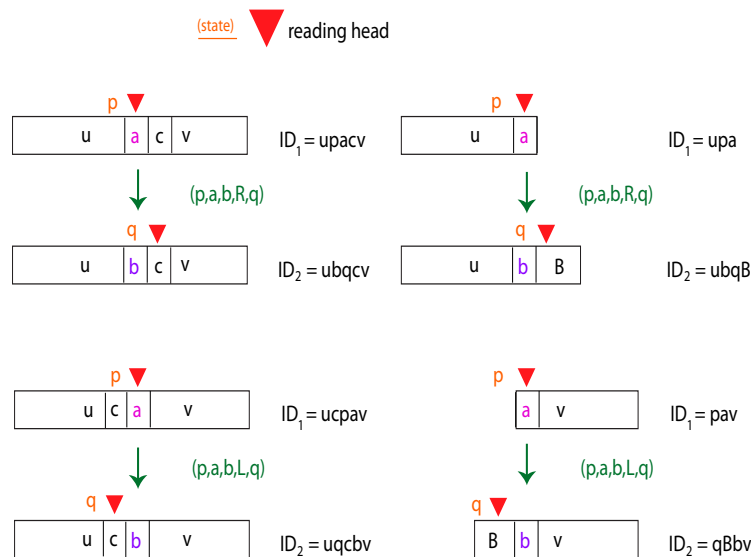 (state) reading head
p p
u a c v ID₁ = upacv u a ID₁ = upa
(p,a,b,R,q) (p,a,b,R,q)
q q
u b c v ID₂ = ubqcv u b B ID₂ = ubqB
p p
u c a v ID₁ = ucpav a v ID₁ = pav
(p,a,b,L,q) (p,a,b,L,q)
q q
u c b v ID₂ = uqcbv B b v ID₂ = qBbv